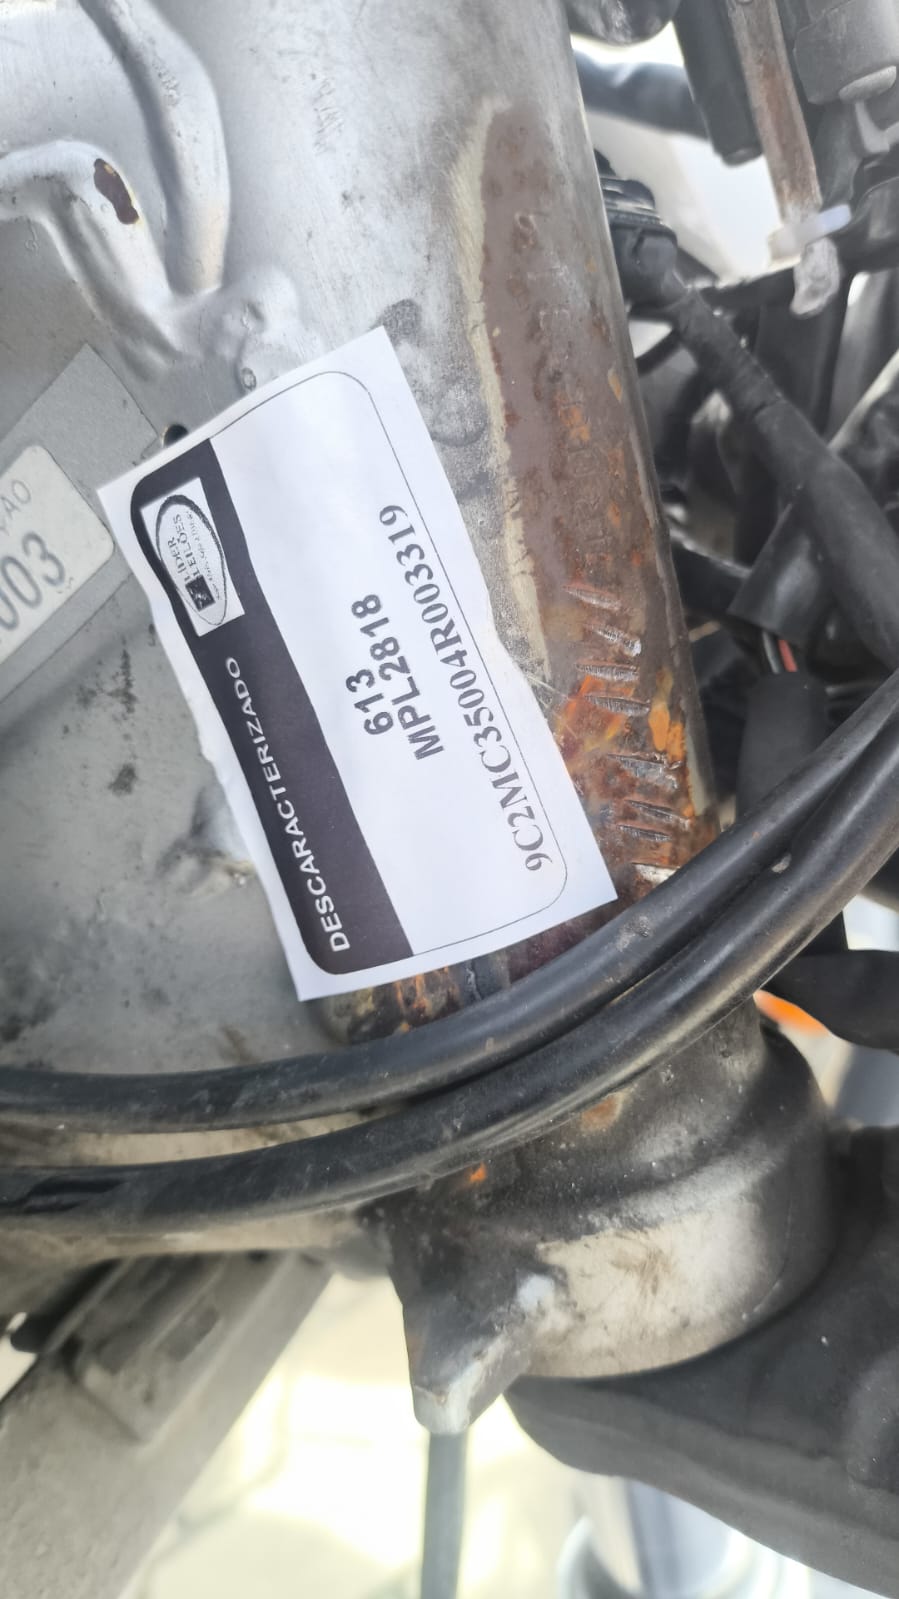 LIDER
LEILÕES
DESCARACTERIZADO
613
MPL2818
9C2MC35004R0033319
003